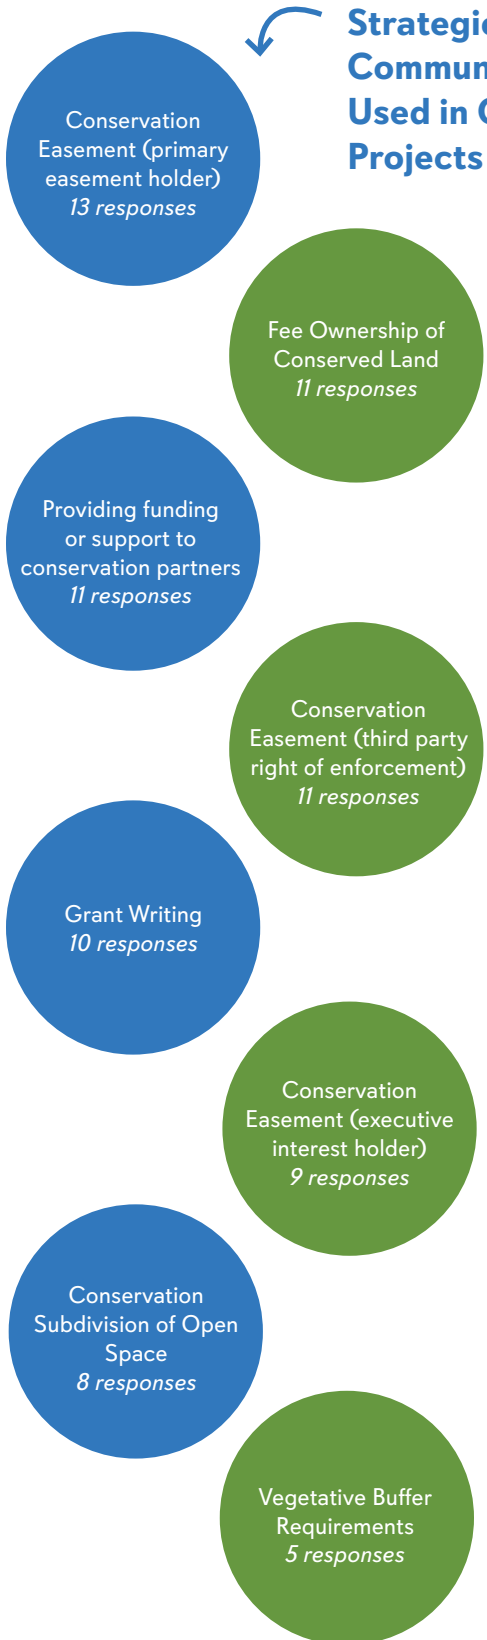 Conservation
Easement (primary
easement holder)
13 responses
Projects
Used in
Fee Ownership of
Conserved Land
11 responses
Providing funding
or support to
conservation partners
11 responses
Conservation
Easement (third party
right of enforcement)
11 responses
Grant Writing
10 responses
Conservation
Easement (executive
interest holder)
9 responses
Conservation
Subdivision of Open
Space
8 responses
Vegetative Buffer
Requirements
5 responses